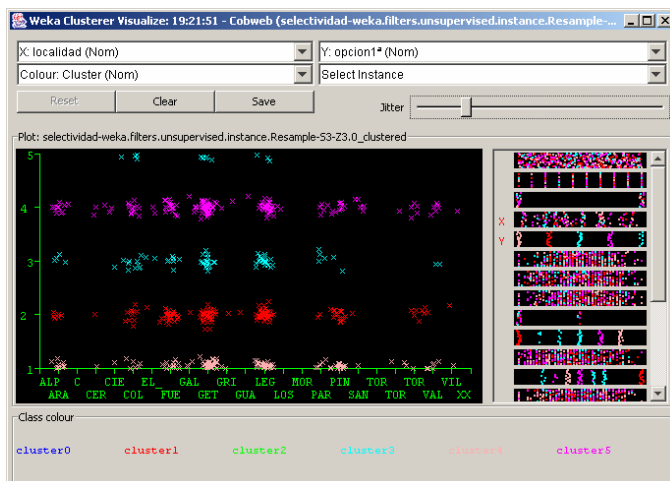 Weka Clusterer Visualize: 19:21:51 - Cobweb (selectividad-weka.filters.unsupervised.instance.Resample-...
X: localidad (Nom)
Y: opcion1ª (Nom)
Colour: Cluster (Nom)
Select Instance
Reset
Clear
Save
Jitter
Plot: selectividad-weka.filters.unsupervised.instance.Resample-S3-Z3.0_clustered
5
4
3
2
1
X
Y
ALP C CIE EL_ GAL GRI LEG MOR PIN TOR TOR VIL
ARA CER COL FUE GET GUA LOS PAR SAN TOR VAL XX
Class colour
cluster0 cluster1 cluster2 cluster3 cluster4 cluster5